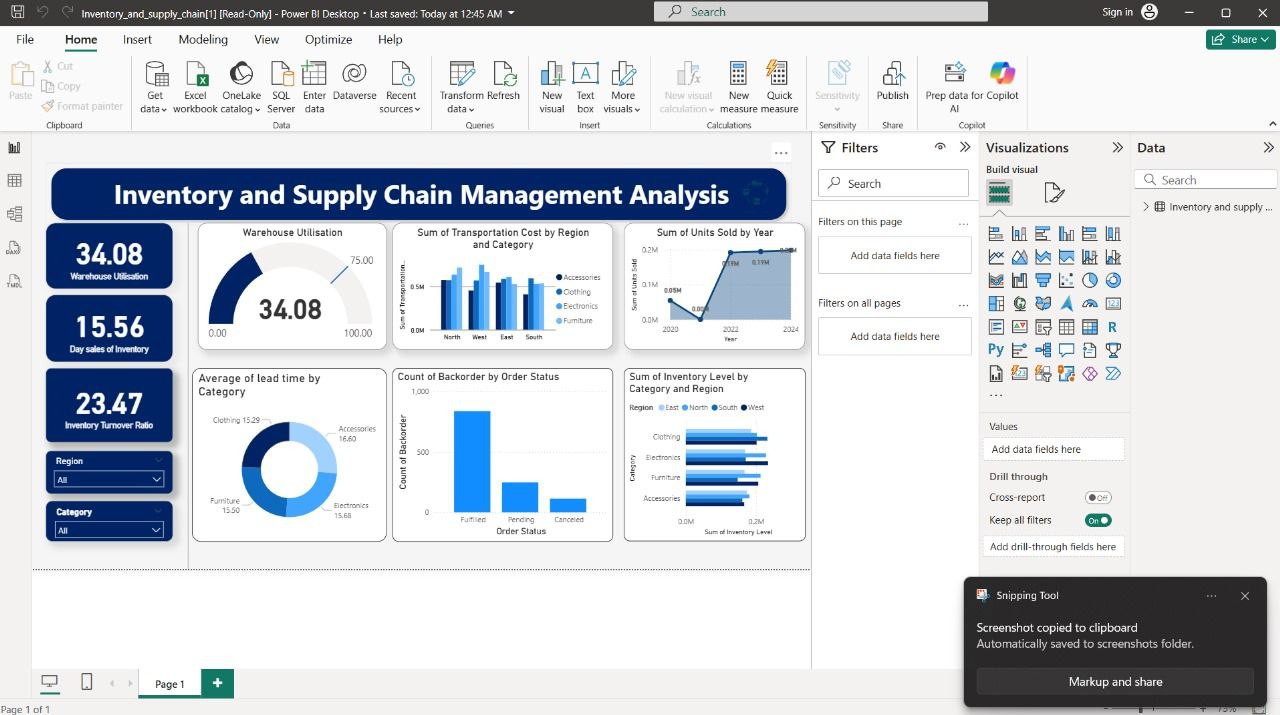 Inventory_and_supply_chain[1] [Read-Only] - Power BI Desktop • Last saved: Today at 12:45 AM
Search
Sign in
File Home Insert Modeling View Optimize Help
Share
Paste
Cut
Copy
Format painter
Clipboard
Get data
Excel workbook
OneLake catalog
SQL Server
Enter data
Dataverse
Recent sources
Data
Transform data
Refresh
Queries
New visual
Text box
More visuals
Insert
New visual calculation
New measure
Quick measure
Calculations
Sensitivity
Sensitivity
Publish
Share
Prep data for AI
Copilot
Copilot
Inventory and Supply Chain Management Analysis
34.08
Warehouse Utilisation
15.56
Day sales of Inventory
23.47
Inventory Turnover Ratio
Region
All
Category
All
Warehouse Utilisation
75.00
34.08
0.00
100.00
Sum of Transportation Cost by Region
and Category
Sum of Transportation...
0.5M
0.0M
North West East South
Accessories
Clothing
Electronics
Furniture
Sum of Units Sold by Year
Sum of Units Sold
0.2M
0.1M
0.0M
0.05M
0.19M
0.19M
2020 2022 2024
Year
Average of lead time by
Category
Clothing 15.29
Accessories
16.60
Furniture
15.50
Electronics
15.68
Count of Backorder by Order Status
Count of Backorder
1,000
500
0
Fulfilled Pending Canceled
Order Status
Sum of Inventory Level by
Category and Region
Region East North South West
Category
Clothing
Electronics
Furniture
Accessories
0.0M 0.2M
Sum of Inventory Level
Filters
Search
Filters on this page
...
Add data fields here
Filters on all pages
...
Add data fields here
Visualizations
Build visual
123
R
Py
...
Values
Add data fields here
Drill through
Cross-report
Off
Keep all filters
On
Add drill-through fields here
Data
Search
Inventory and supply ...
Snipping Tool
Screenshot copied to clipboard
Automatically saved to screenshots folder.
Markup and share
Page 1
Page 1 of 1
73%